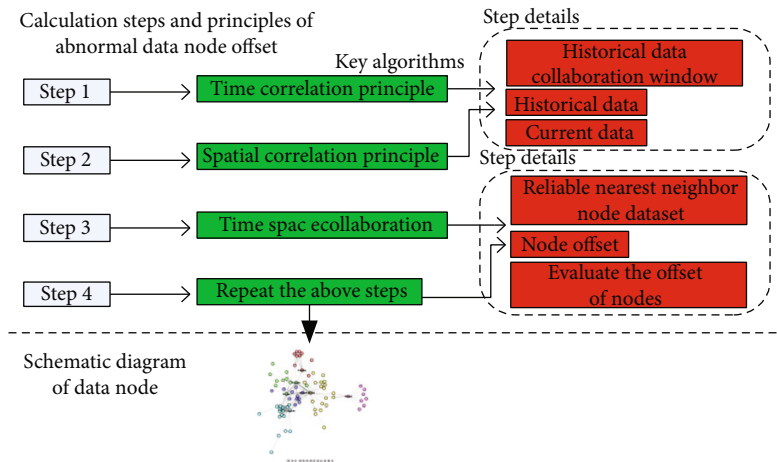 Calculation steps and principles of
abnormal data node offset
Key algorithms
Step details
Step 1
Time correlation principle
Historical data
collaboration window
Historical data
Current data
Step 2
Spatial correlation principle
Step details
Step 3
Time spac ecollaboration
Reliable nearest neighbor
node dataset
Node offset
Evaluate the offset
of nodes
Step 4
Repeat the above steps
Schematic diagram
of data node